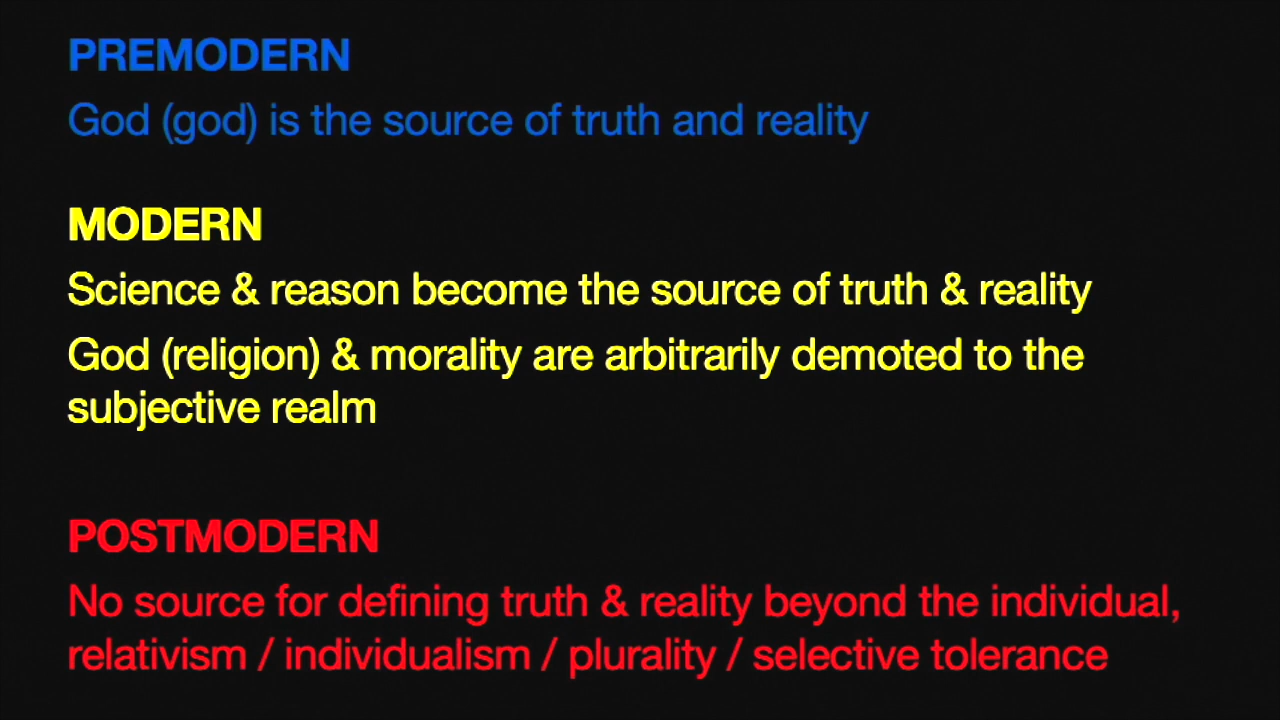 PREMODERN
God (god) is the source of truth and reality
MODERN
Science & reason become the source of truth & reality
God (religion) & morality are arbitrarily demoted to the
subjective realm
POSTMODERN
No source for defining truth & reality beyond the individual,
relativism / individualism / plurality / selective tolerance